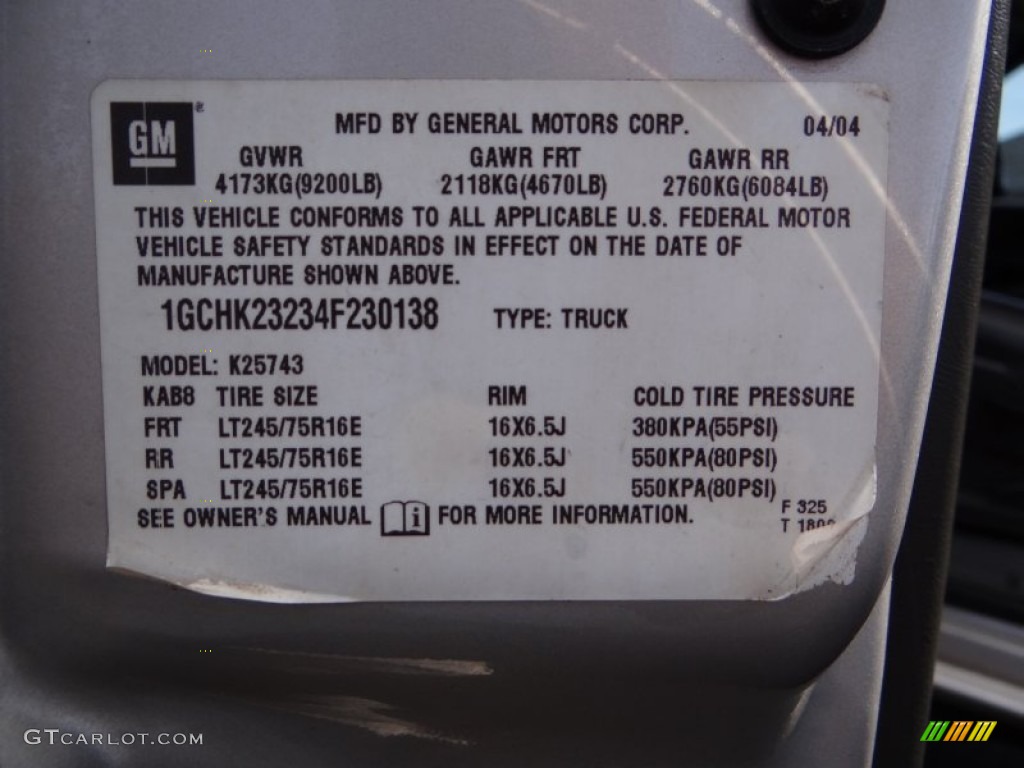 GM ®
MFD BY GENERAL MOTORS CORP. 04/04
GVWR GAWR FRT GAWR RR
4173KG(9200LB) 2118KG(4670LB) 2760KG(6084LB)
THIS VEHICLE CONFORMS TO ALL APPLICABLE U.S. FEDERAL MOTOR
VEHICLE SAFETY STANDARDS IN EFFECT ON THE DATE OF
MANUFACTURE SHOWN ABOVE.
1GCHK23234F230138 TYPE: TRUCK
MODEL: K25743
KAB8 TIRE SIZE RIM COLD TIRE PRESSURE
FRT LT245/75R16E 16X6.5J 380KPA(55PSI)
RR LT245/75R16E 16X6.5J 550KPA(80PSI)
SPA LT245/75R16E 16X6.5J 550KPA(80PSI)
SEE OWNER'S MANUAL i FOR MORE INFORMATION.
F 325
T
GTCARLOT.COM